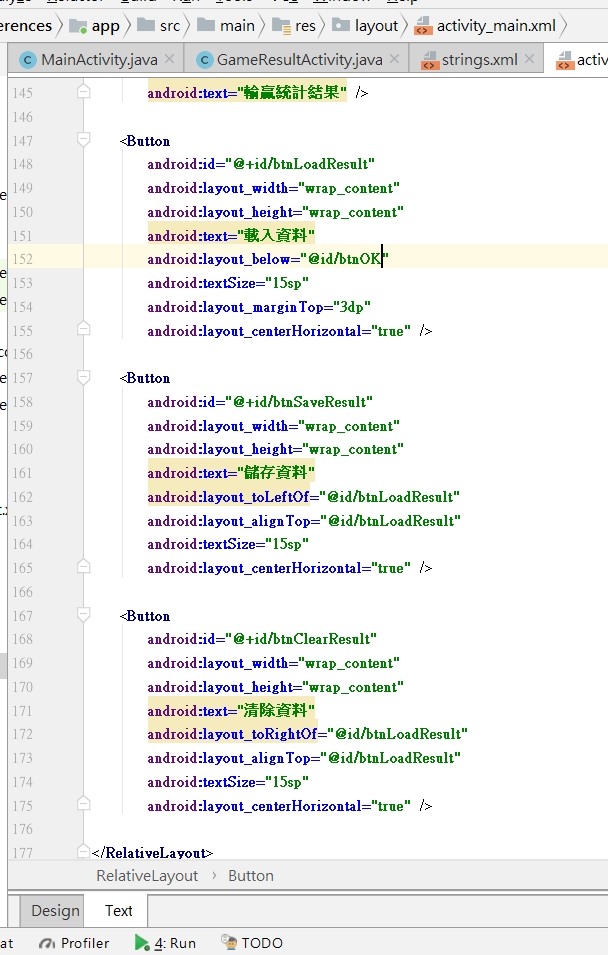 erences app src main res layout activity_main.xml
MainActivity.java GameResultActivity.java strings.xml activ
145 android:text="輸贏統計結果" />
146
147 <Button
148 android:id="@+id/btnLoadResult"
149 android:layout_width="wrap_content"
150 android:layout_height="wrap_content"
151 android:text="載入資料"
152 android:layout_below="@id/btnOK"
153 android:textSize="15sp"
154 android:layout_marginTop="3dp"
155 android:layout_centerHorizontal="true" />
156
157 <Button
158 android:id="@+id/btnSaveResult"
159 android:layout_width="wrap_content"
160 android:layout_height="wrap_content"
161 android:text="儲存資料"
162 android:layout_toLeftOf="@id/btnLoadResult"
163 android:layout_alignTop="@id/btnLoadResult"
164 android:textSize="15sp"
165 android:layout_centerHorizontal="true" />
166
167 <Button
168 android:id="@+id/btnClearResult"
169 android:layout_width="wrap_content"
170 android:layout_height="wrap_content"
171 android:text="清除資料"
172 android:layout_toRightOf="@id/btnLoadResult"
173 android:layout_alignTop="@id/btnLoadResult"
174 android:textSize="15sp"
175 android:layout_centerHorizontal="true" />
176
177 </RelativeLayout>
RelativeLayout › Button
Design Text
at Profiler 4: Run TODO